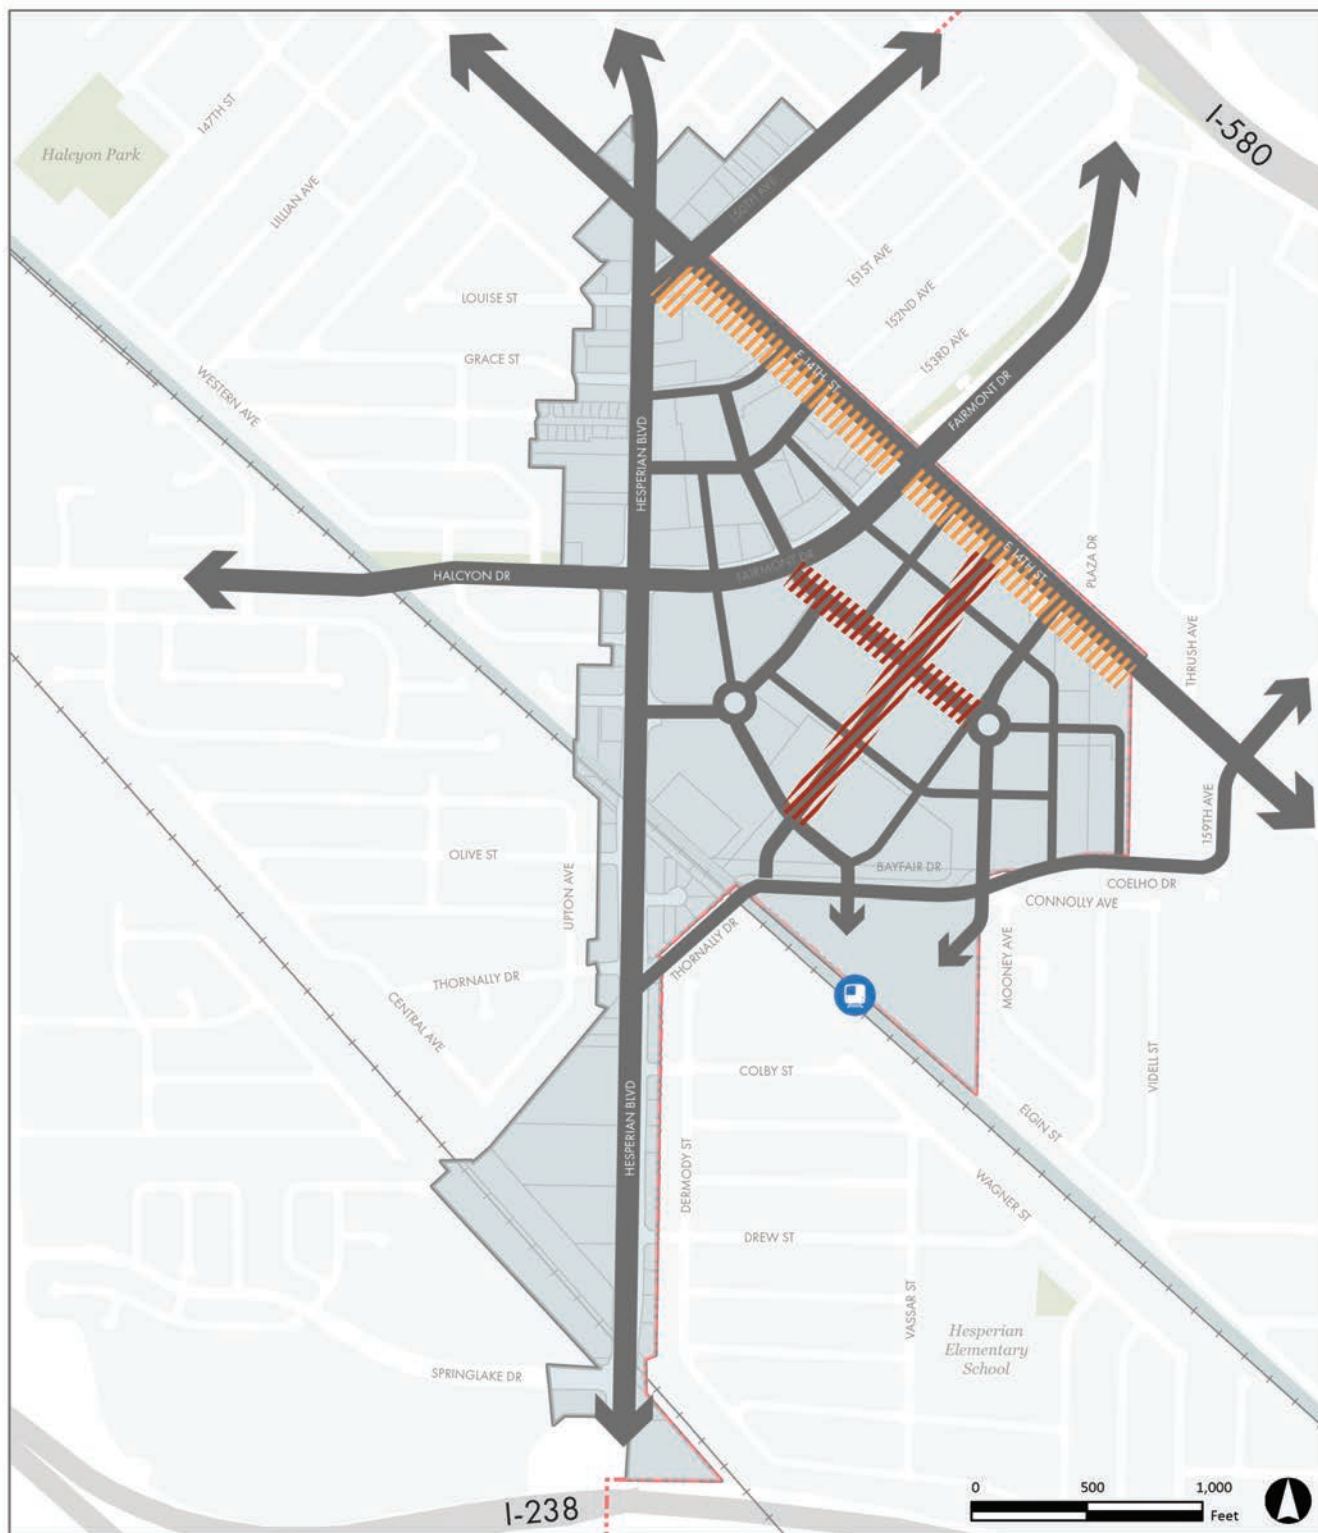 I-580
147TH ST
Halcyon Park
LILLIAN AVE
150TH AVE
151ST AVE
LOUISE ST
152ND AVE
153RD AVE
GRACE ST
E 14TH ST
WESTERN AVE
FAIRMONT DR
HESPERIAN BLVD
E 14TH ST
PLAZA DR
HALCYON DR
FAIRMONT DR
THRUSH AVE
159TH AVE
OLIVE ST
UPTON AVE
BAYFAIR DR
COELHO DR
CONNOLLY AVE
THORNALLY DR
THORNALLY DR
MOONEY AVE
CENTRAL AVE
COLBY ST
VIDELL ST
HESPERIAN BLVD
ELGIN ST
DERMODY ST
WAGNER ST
DREW ST
VASSAR ST
Hesperian
Elementary
School
SPRINGLAKE DR
0 500 1,000
Feet
I-238